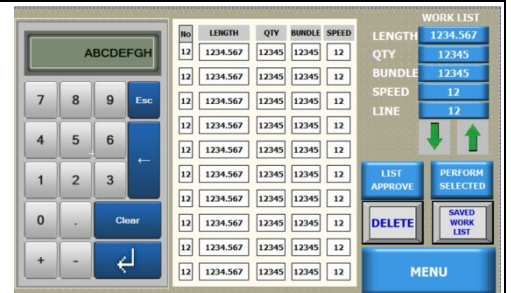 ABCDEFGH
7 8 9 Esc
4 5 6 ←
1 2 3
0 . Clear
+ -
No LENGTH QTY BUNDLE SPEED
12 1234.567 12345 12345 12
12 1234.567 12345 12345 12
12 1234.567 12345 12345 12
12 1234.567 12345 12345 12
12 1234.567 12345 12345 12
12 1234.567 12345 12345 12
12 1234.567 12345 12345 12
12 1234.567 12345 12345 12
12 1234.567 12345 12345 12
12 1234.567 12345 12345 12
WORK LIST
LENGTH 1234.567
QTY 12345
BUNDLE 12345
SPEED 12
LINE 12
LIST
APPROVE
PERFORM
SELECTED
DELETE
SAVED
WORK
LIST
MENU